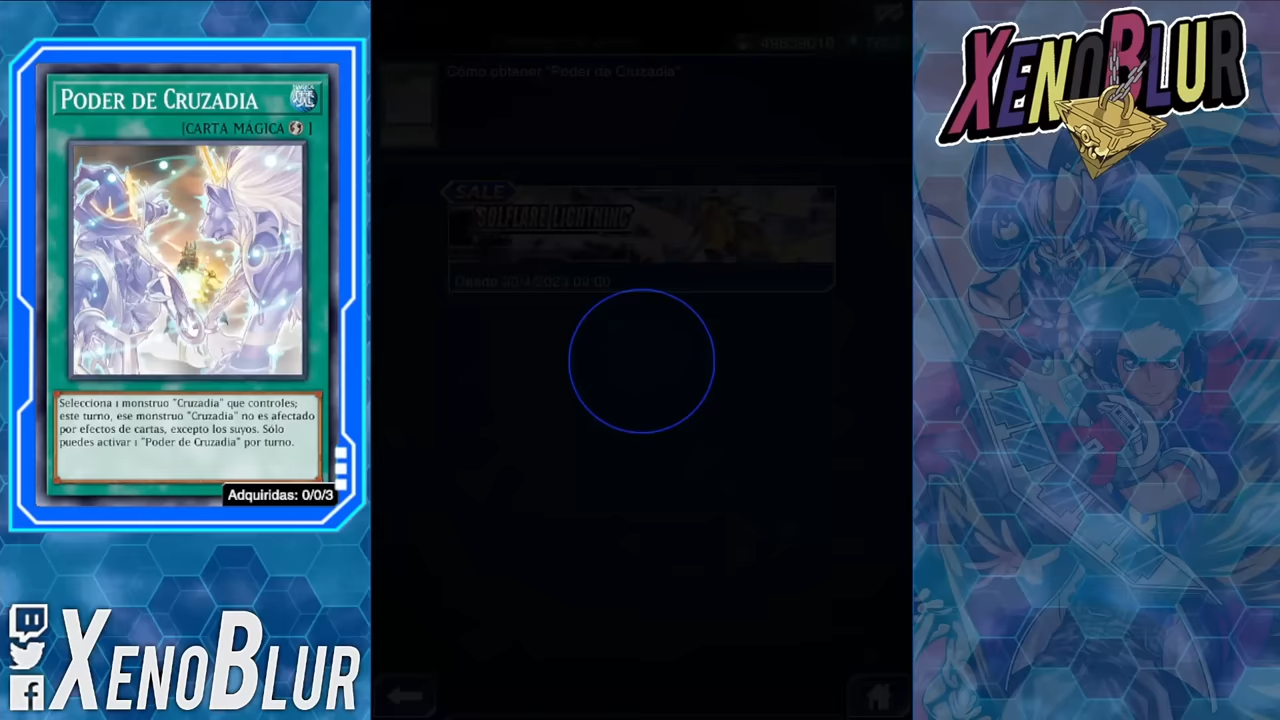 PODER DE CRUZADIA
[CARTA MÁGICA ]
Selecciona 1 monstruo "Cruzadia" que controles;
este turno, ese monstruo "Cruzadia" no es afectado
por efectos de cartas, excepto los suyos. Sólo
puedes activar 1 "Poder de Cruzadia" por turno.
Adquiridas: 0/0/3
XENOBLUR
Cómo obtener "Poder de Cruzadia"
SALE
SOLFLARE LIGHTNING
XENOBLUR